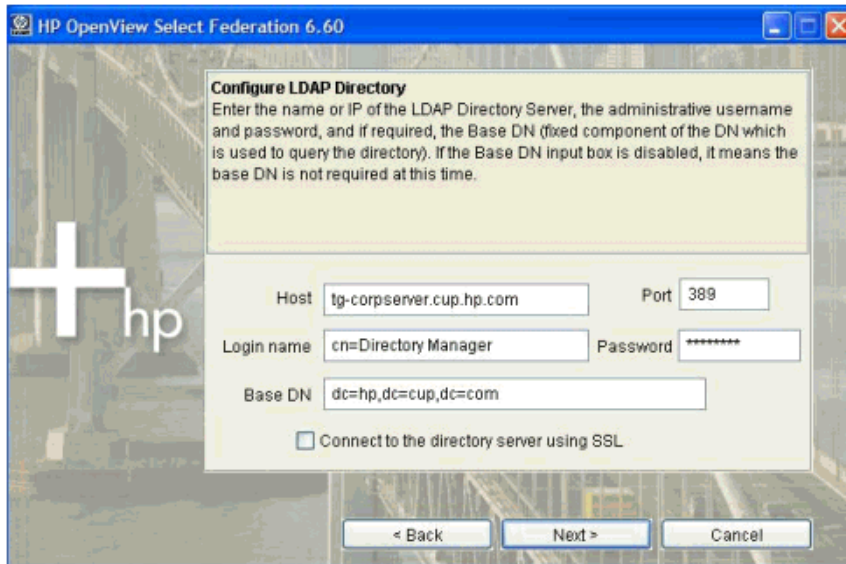 HP OpenView Select Federation 6.60
Configure LDAP Directory
Enter the name or IP of the LDAP Directory Server, the administrative username
and password, and if required, the Base DN (fixed component of the DN which
is used to query the directory). If the Base DN input box is disabled, it means the
base DN is not required at this time.
hp
Host tg-corpserver.cup.hp.com Port 389
Login name cn=Directory Manager Password ********
Base DN dc=hp,dc=cup,dc=com
Connect to the directory server using SSL
< Back Next > Cancel